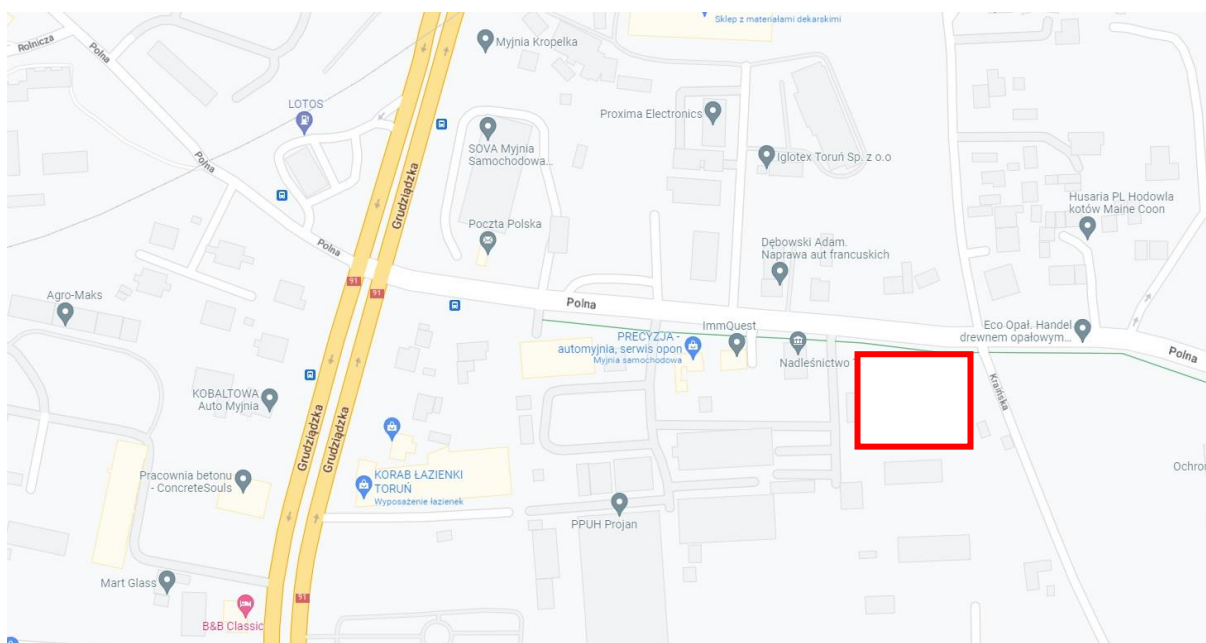 Sklep z materiałami dekarskimi
Rolnicza
Polna
Myjnia Kropelka
LOTOS
Proxima Electronics
SOVA Myjnia
Samochodowa...
Iglotex Toruń Sp. z o.o
Polna
Grudziądzka
Husaria PL Hodowla
kotów Maine Coon
Poczta Polska
Polna
Dębowski Adam.
Naprawa aut francuskich
91
91
Agro-Maks
Polna
ImmQuest
Eco Opał. Handel
drewnem opałowym...
PRECYZJA -
automyjnia, serwis opon
Myjnia samochodowa
Nadleśnictwo
Polna
Kraińska
KOBALTOWA
Auto Myjnia
Grudziądzka
Grudziądzka
Pracownia betonu
- ConcreteSouls
KORAB ŁAZIENKI
TORUŃ
Wyposażenie łazienek
Ochro
PPUH Projan
Mart Glass
91
B&B Classic